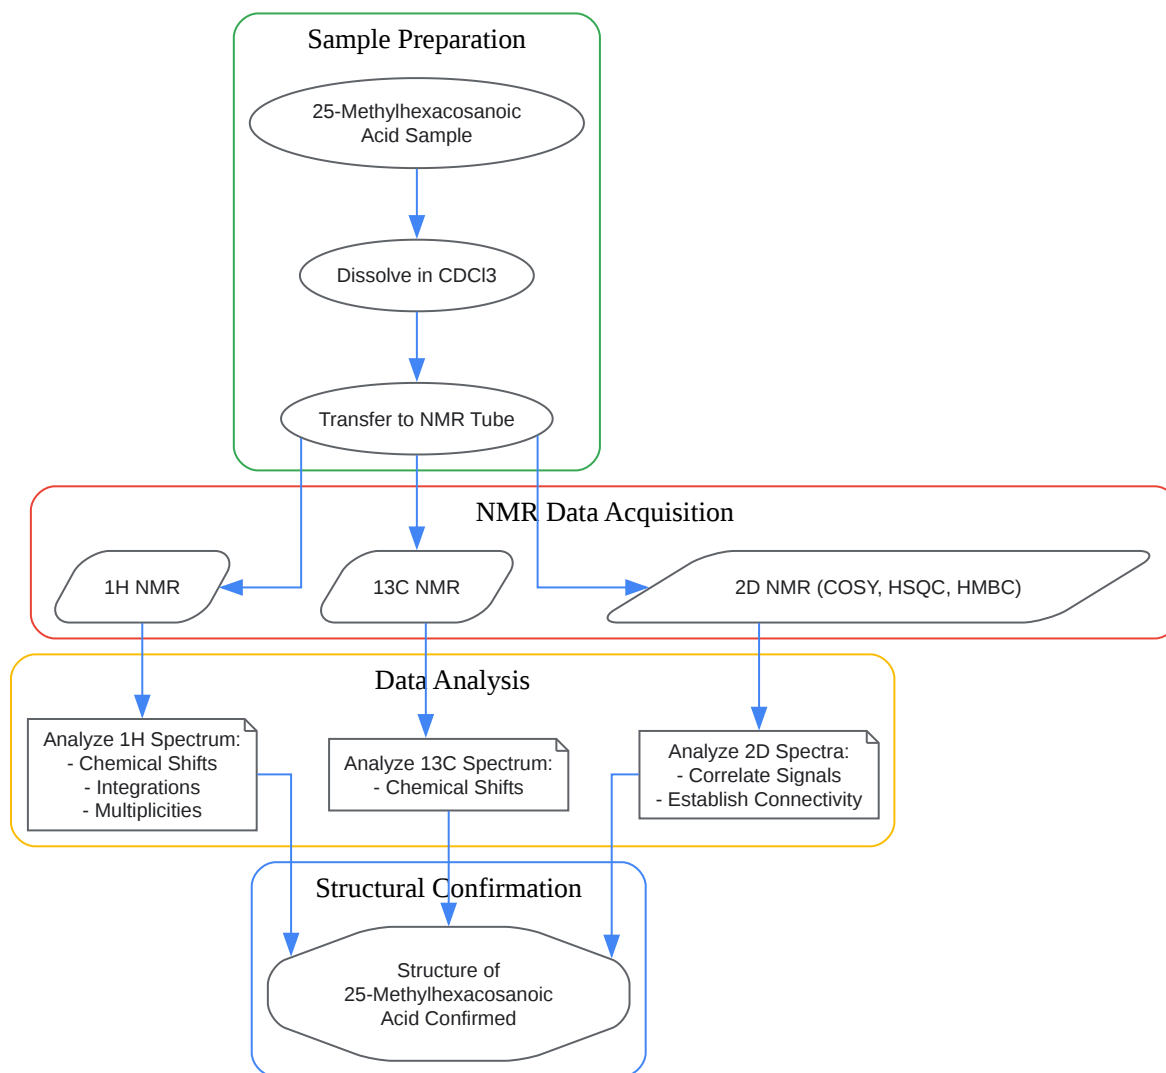 Sample Preparation
25-Methylhexacosanoic
Acid Sample
Dissolve in CDCl3
Transfer to NMR Tube
NMR Data Acquisition
1H NMR
13C NMR
2D NMR (COSY, HSQC, HMBC)
Data Analysis
Analyze 1H Spectrum:
- Chemical Shifts
- Integrations
- Multiplicities
Analyze 13C Spectrum:
- Chemical Shifts
Analyze 2D Spectra:
- Correlate Signals
- Establish Connectivity
Structural Confirmation
Structure of
25-Methylhexacosanoic
Acid Confirmed